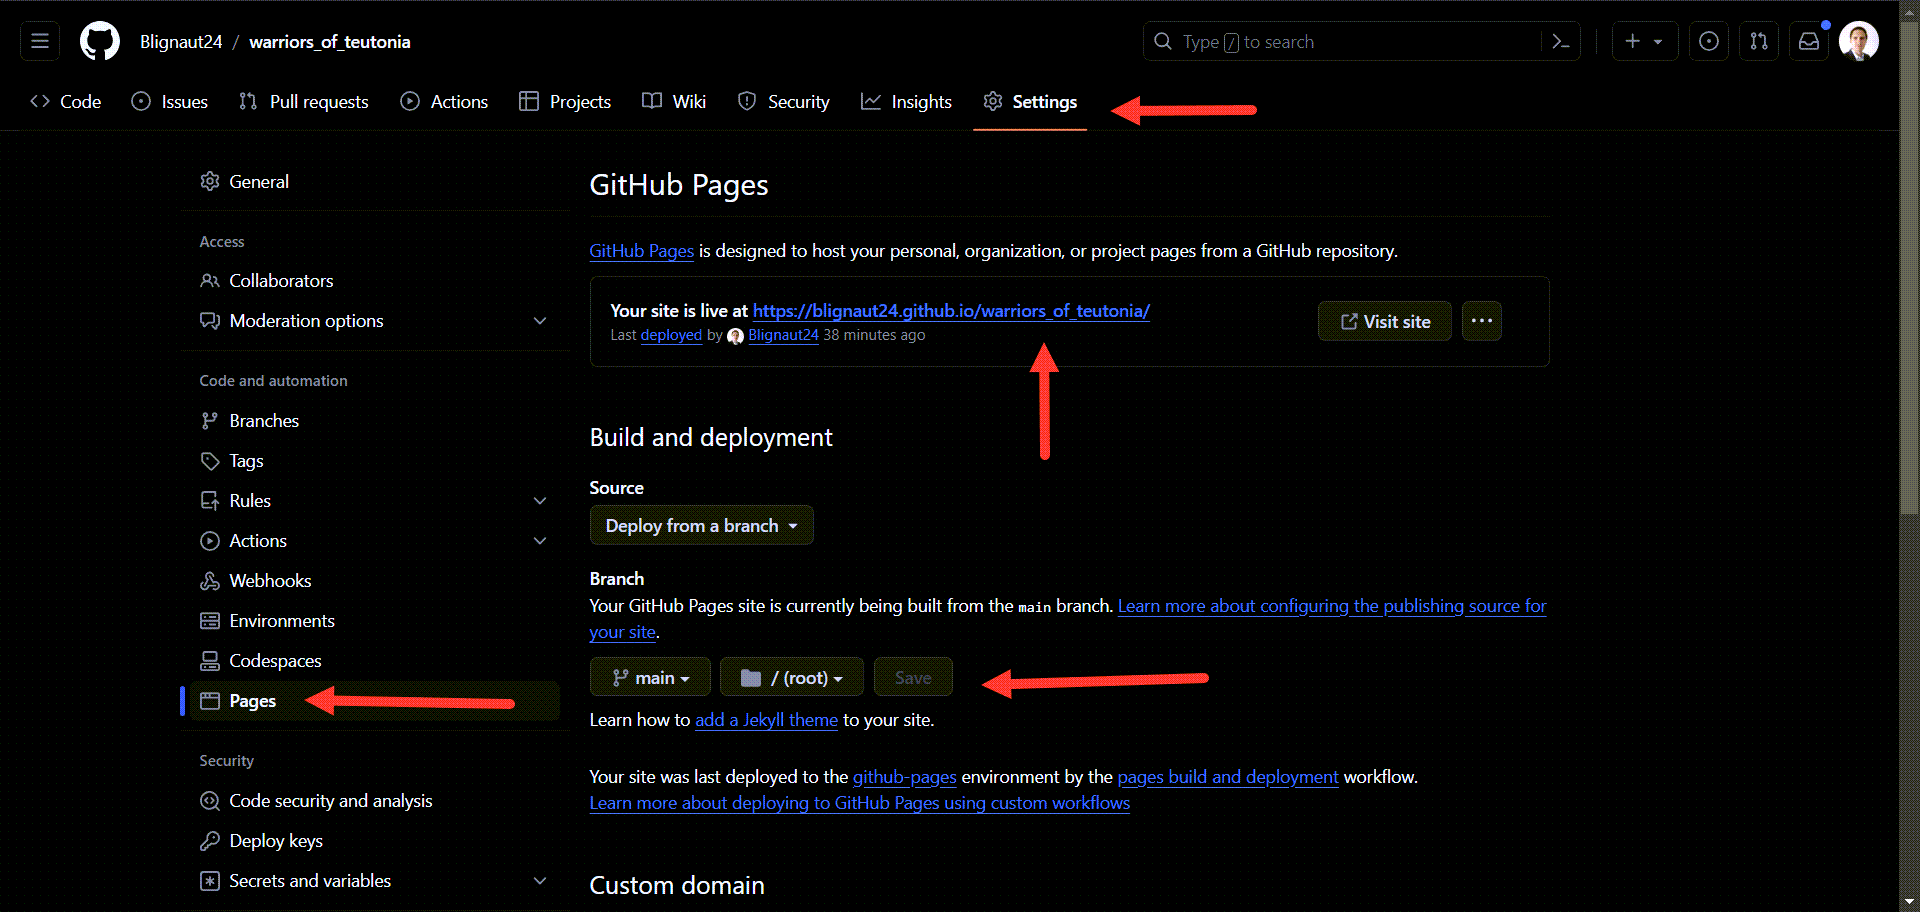 Blignaut24 / warriors_of_teutonia
Type / to search
Code Issues Pull requests Actions Projects Wiki Security Insights Settings
General
Access
Collaborators
Moderation options
Code and automation
Branches
Tags
Rules
Actions
Webhooks
Environments
Codespaces
Pages
Security
Code security and analysis
Deploy keys
Secrets and variables
GitHub Pages
GitHub Pages is designed to host your personal, organization, or project pages from a GitHub repository.
Your site is live at https://blignaut24.github.io/warriors_of_teutonia/
Last deployed by Blignaut24 38 minutes ago
Visit site
Build and deployment
Source
Deploy from a branch
Branch
Your GitHub Pages site is currently being built from the main branch. Learn more about configuring the publishing source for
your site.
main / (root) Save
Learn how to add a Jekyll theme to your site.
Your site was last deployed to the github-pages environment by the pages build and deployment workflow.
Learn more about deploying to GitHub Pages using custom workflows
Custom domain